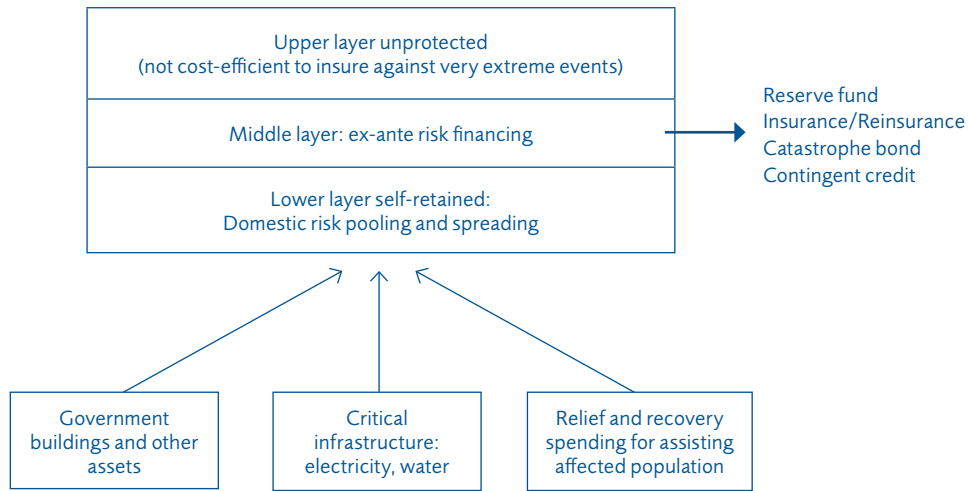 Upper layer unprotected
(not cost-efficient to insure against very extreme events)
Middle layer: ex-ante risk financing
Reserve fund
Insurance/Reinsurance
Catastrophe bond
Contingent credit
Lower layer self-retained:
Domestic risk pooling and spreading
Government
buildings and other
assets
Critical
infrastructure:
electricity, water
Relief and recovery
spending for assisting
affected population